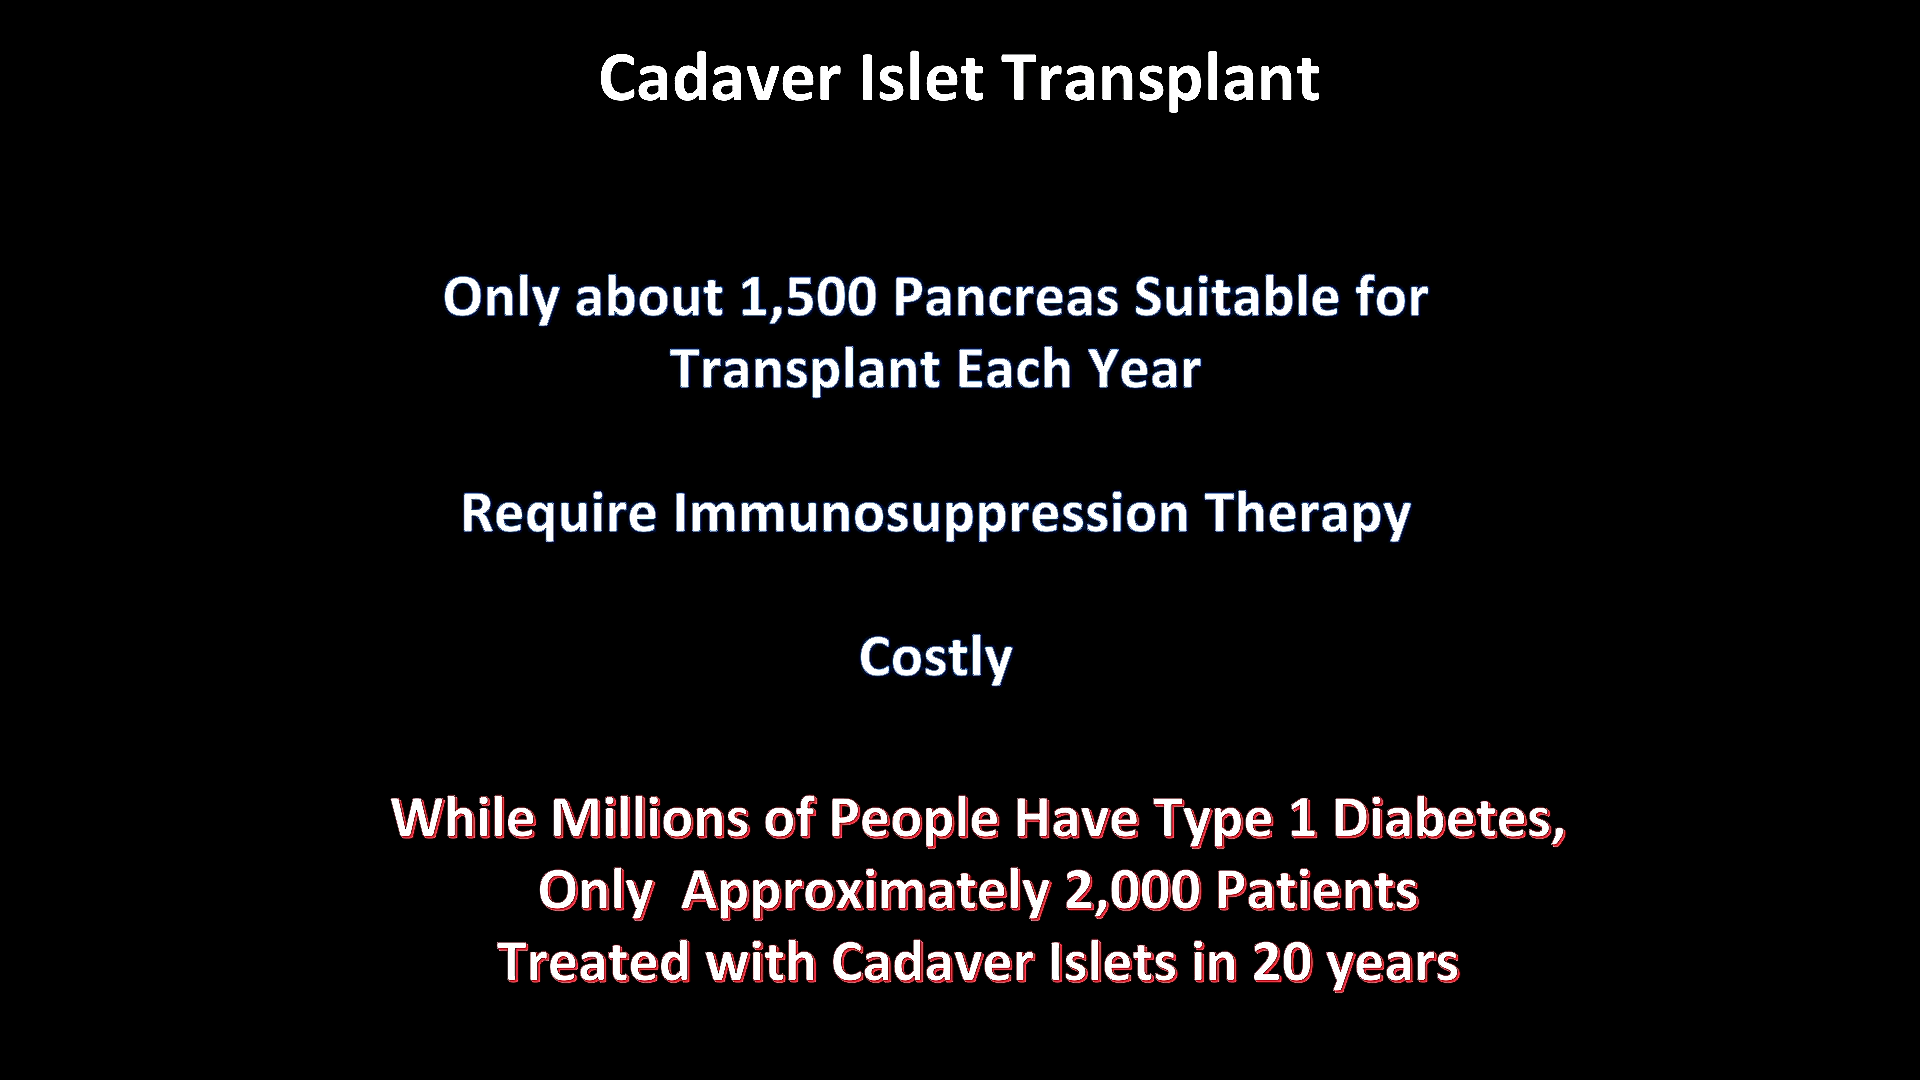 Cadaver Islet Transplant
Only about 1,500 Pancreas Suitable for
Transplant Each Year
Require Immunosuppression Therapy
Costly
While Millions of People Have Type 1 Diabetes,
Only  Approximately 2,000 Patients
Treated with Cadaver Islets in 20 years